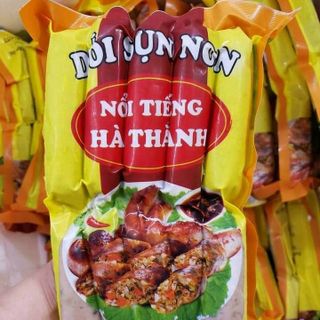 DỒI SỤN NGON
NỔI TIẾNG
HÀ THÀNH